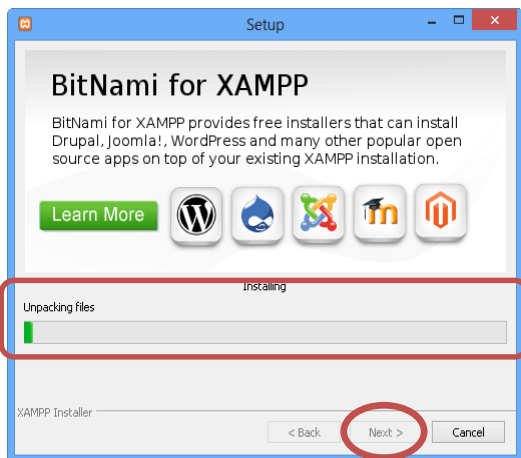 Setup
BitNami for XAMPP
BitNami for XAMPP provides free installers that can install
Drupal, Joomla!, WordPress and many other popular open
source apps on top of your existing XAMPP installation.
Learn More
Installing
Unpacking files
XAMPP Installer
< Back
Next >
Cancel